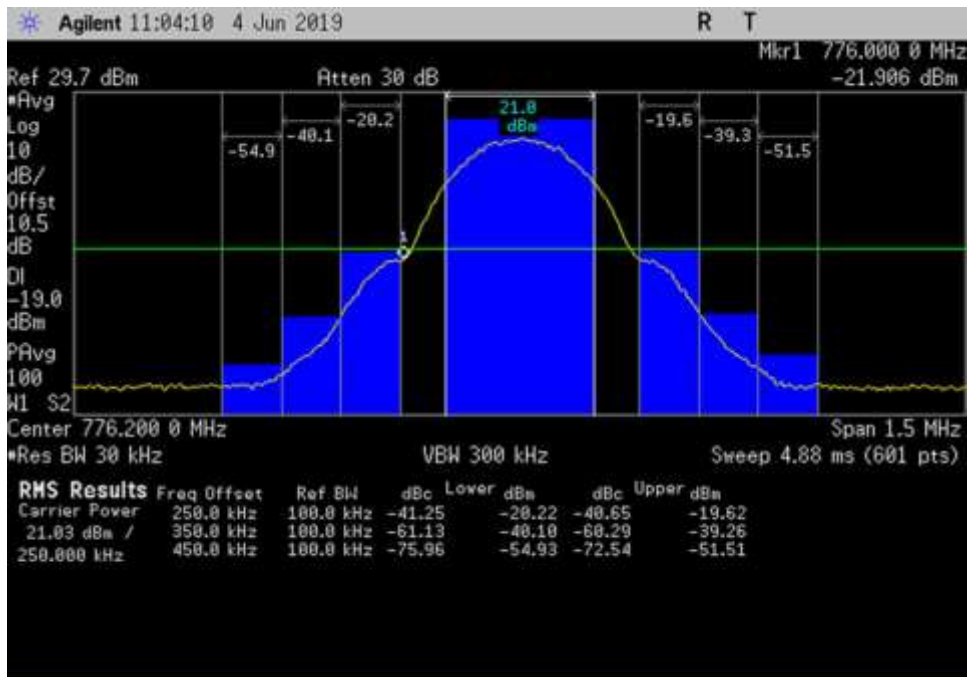 Agilent 11:04:10 4 Jun 2019 R T
Mkr1 776.000 0 MHz
Ref 29.7 dBm Atten 30 dB -21.906 dBm
#Avg
Log
10
dB/
Offst
10.5
dB
DI
-19.0
dBm
PAvg
100
W1 S2
21.0
dBm
-54.9
-40.1
-20.2
-19.6
-39.3
-51.5
1
Center 776.200 0 MHz Span 1.5 MHz
#Res BW 30 kHz VBW 300 kHz Sweep 4.88 ms (601 pts)
RMS Results Freq Offset Ref BW dBc Lower dBm dBc Upper dBm
Carrier Power 250.0 kHz 100.0 kHz -41.25 -20.22 -40.65 -19.62
21.03 dBm / 350.0 kHz 100.0 kHz -61.13 -40.10 -60.29 -39.26
250.000 kHz 450.0 kHz 100.0 kHz -75.96 -54.93 -72.54 -51.51